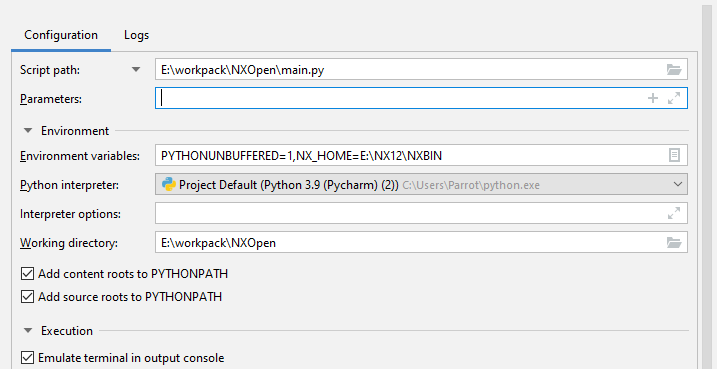 Configuration Logs
Script path: E:\workpack\NXOpen\main.py
Parameters:
Environment
Environment variables: PYTHONUNBUFFERED=1,NX_HOME=E:\NX12\NXBIN
Python interpreter: Project Default (Python 3.9 (Pycharm) (2)) C:\Users\Parrot\python.exe
Interpreter options:
Working directory: E:\workpack\NXOpen
Add content roots to PYTHONPATH
Add source roots to PYTHONPATH
Execution
Emulate terminal in output console